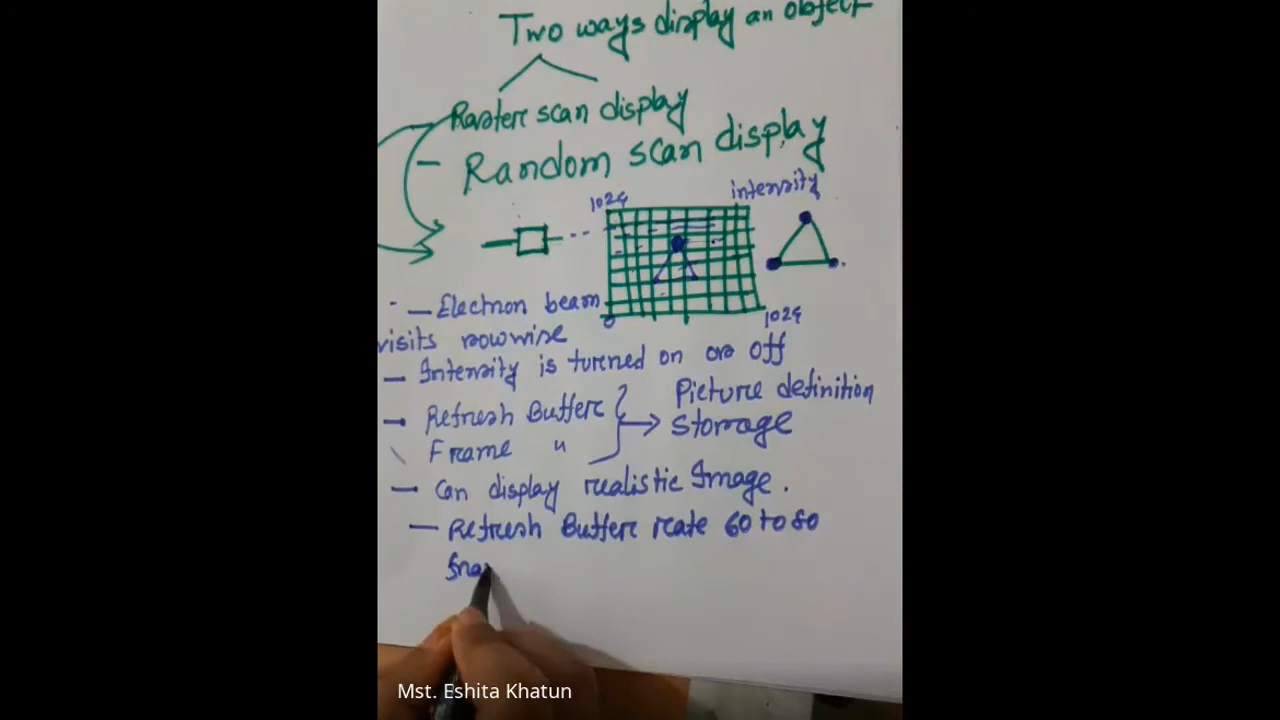 Two ways display an object
Raster scan display
– Random scan display
1024
intensity
1024
0
– Electron beam
visits rowwise
– Intensity is turned on or off
– Refresh Buffer
Frame "
→ Picture definition
storage
– Can display realistic Image.
– Refresh Buffer rate 60 to 80
fra
Mst. Eshita Khatun